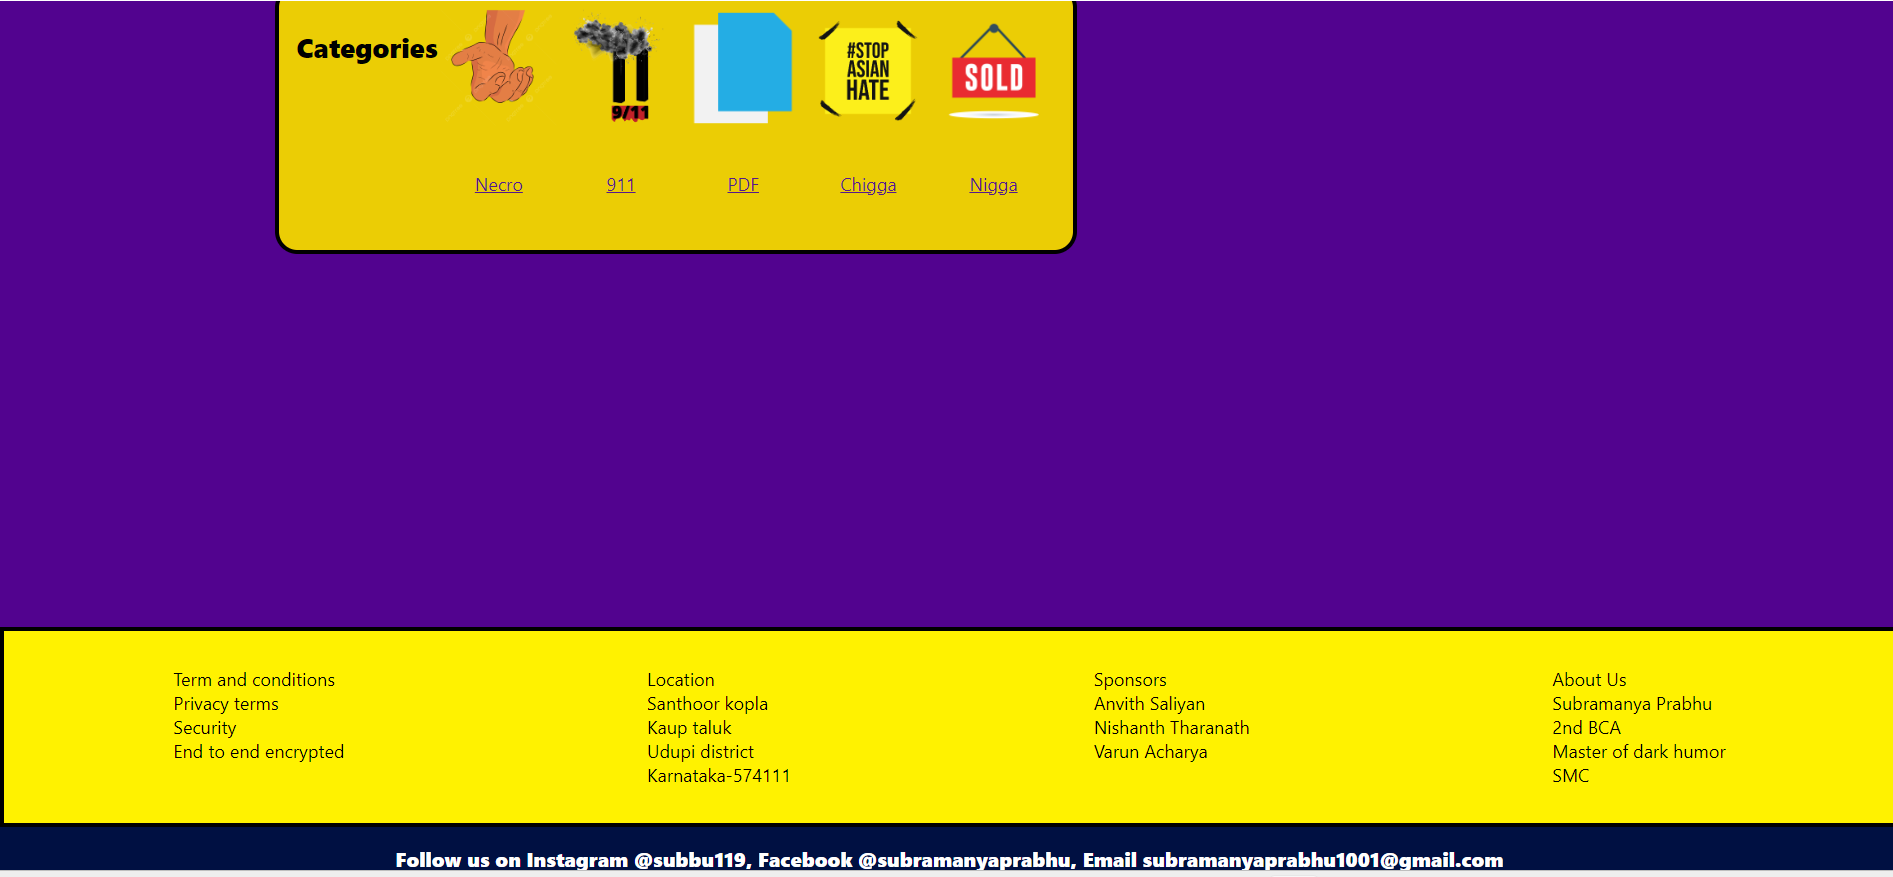 Categories
9/11
#STOP
ASIAN
HATE
SOLD
Necro
911
PDF
Chigga
Nigga
Term and conditions
Privacy terms
Security
End to end encrypted
Location
Santhoor kopla
Kaup taluk
Udupi district
Karnataka-574111
Sponsors
Anvith Saliyan
Nishanth Tharanath
Varun Acharya
About Us
Subramanya Prabhu
2nd BCA
Master of dark humor
SMC
Follow us on Instagram @subbu119, Facebook @subramanyaprabhu, Email subramanyaprabhu1001@gmail.com